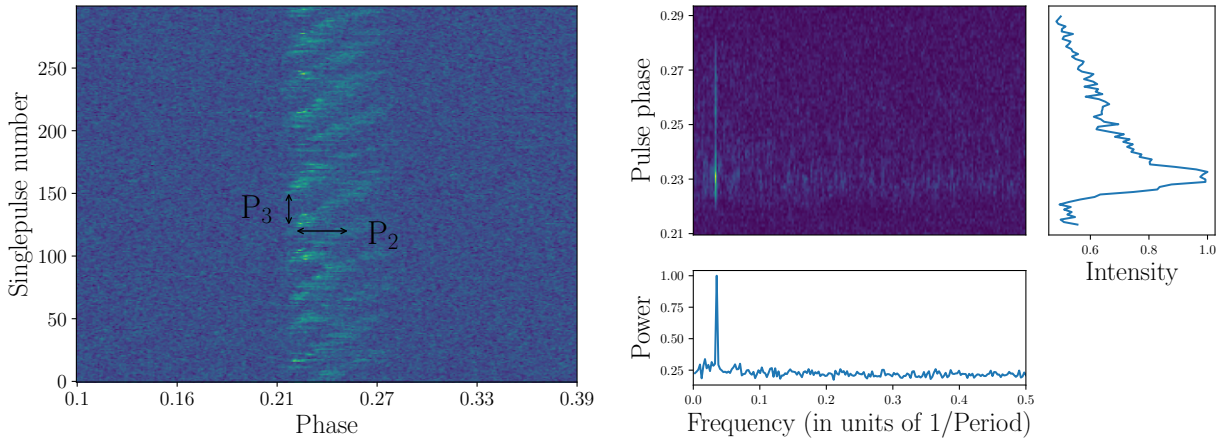 250
200
150
100
50
0
Singlepulse number
P3
P2
0.1 0.16 0.21 0.27 0.33 0.39
Phase
0.29
0.27
0.25
0.23
0.21
Pulse phase
0.6 0.8 1.0
Intensity
1.00
0.75
0.50
0.25
Power
0.0 0.1 0.2 0.3 0.4 0.5
Frequency (in units of 1/Period)